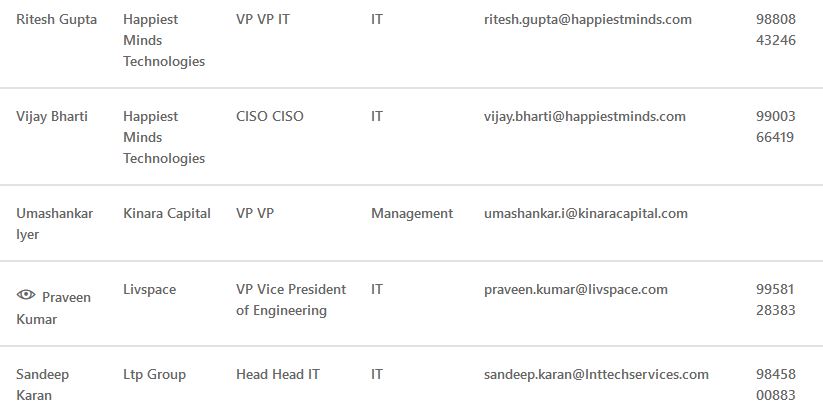 Ritesh Gupta Happiest VP VP IT IT ritesh.gupta@happiestminds.com 98808
Minds 43246
Technologies
Vijay Bharti Happiest CISO CISO IT vijay.bharti@happiestminds.com 99003
Minds 66419
Technologies
Umashankar Kinara Capital VP VP Management umashankar.i@kinaracapital.com
Iyer
Praveen Livspace VP Vice President IT praveen.kumar@livspace.com 99581
Kumar of Engineering 28383
Sandeep Ltp Group Head Head IT IT sandeep.karan@lnttechservices.com 98458
Karan 00883